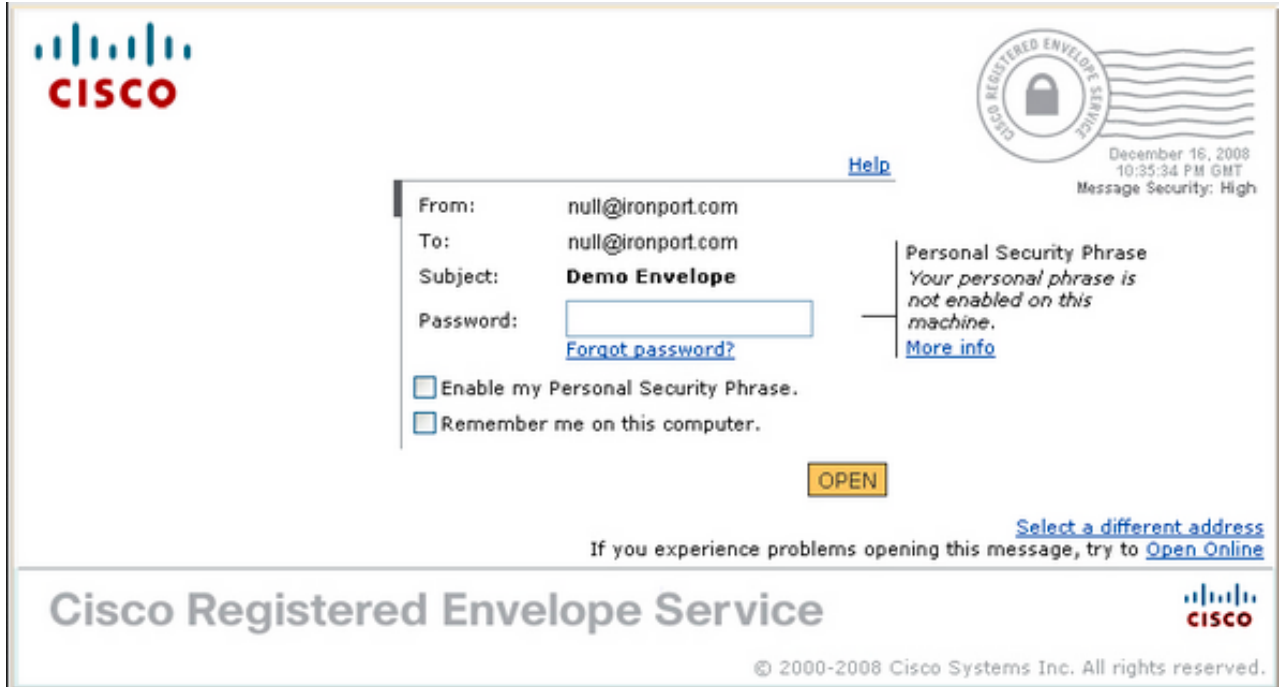 CISCO
CISCO REGISTERED ENVELOPE SERVICE
December 16, 2008
10:35:34 PM GMT
Message Security: High
Help
From: null@ironport.com
To: null@ironport.com
Subject: Demo Envelope
Password:
Forgot password?
Personal Security Phrase
Your personal phrase is
not enabled on this
machine.
More info
Enable my Personal Security Phrase.
Remember me on this computer.
OPEN
Select a different address
If you experience problems opening this message, try to Open Online
Cisco Registered Envelope Service
CISCO
© 2000-2008 Cisco Systems Inc. All rights reserved.